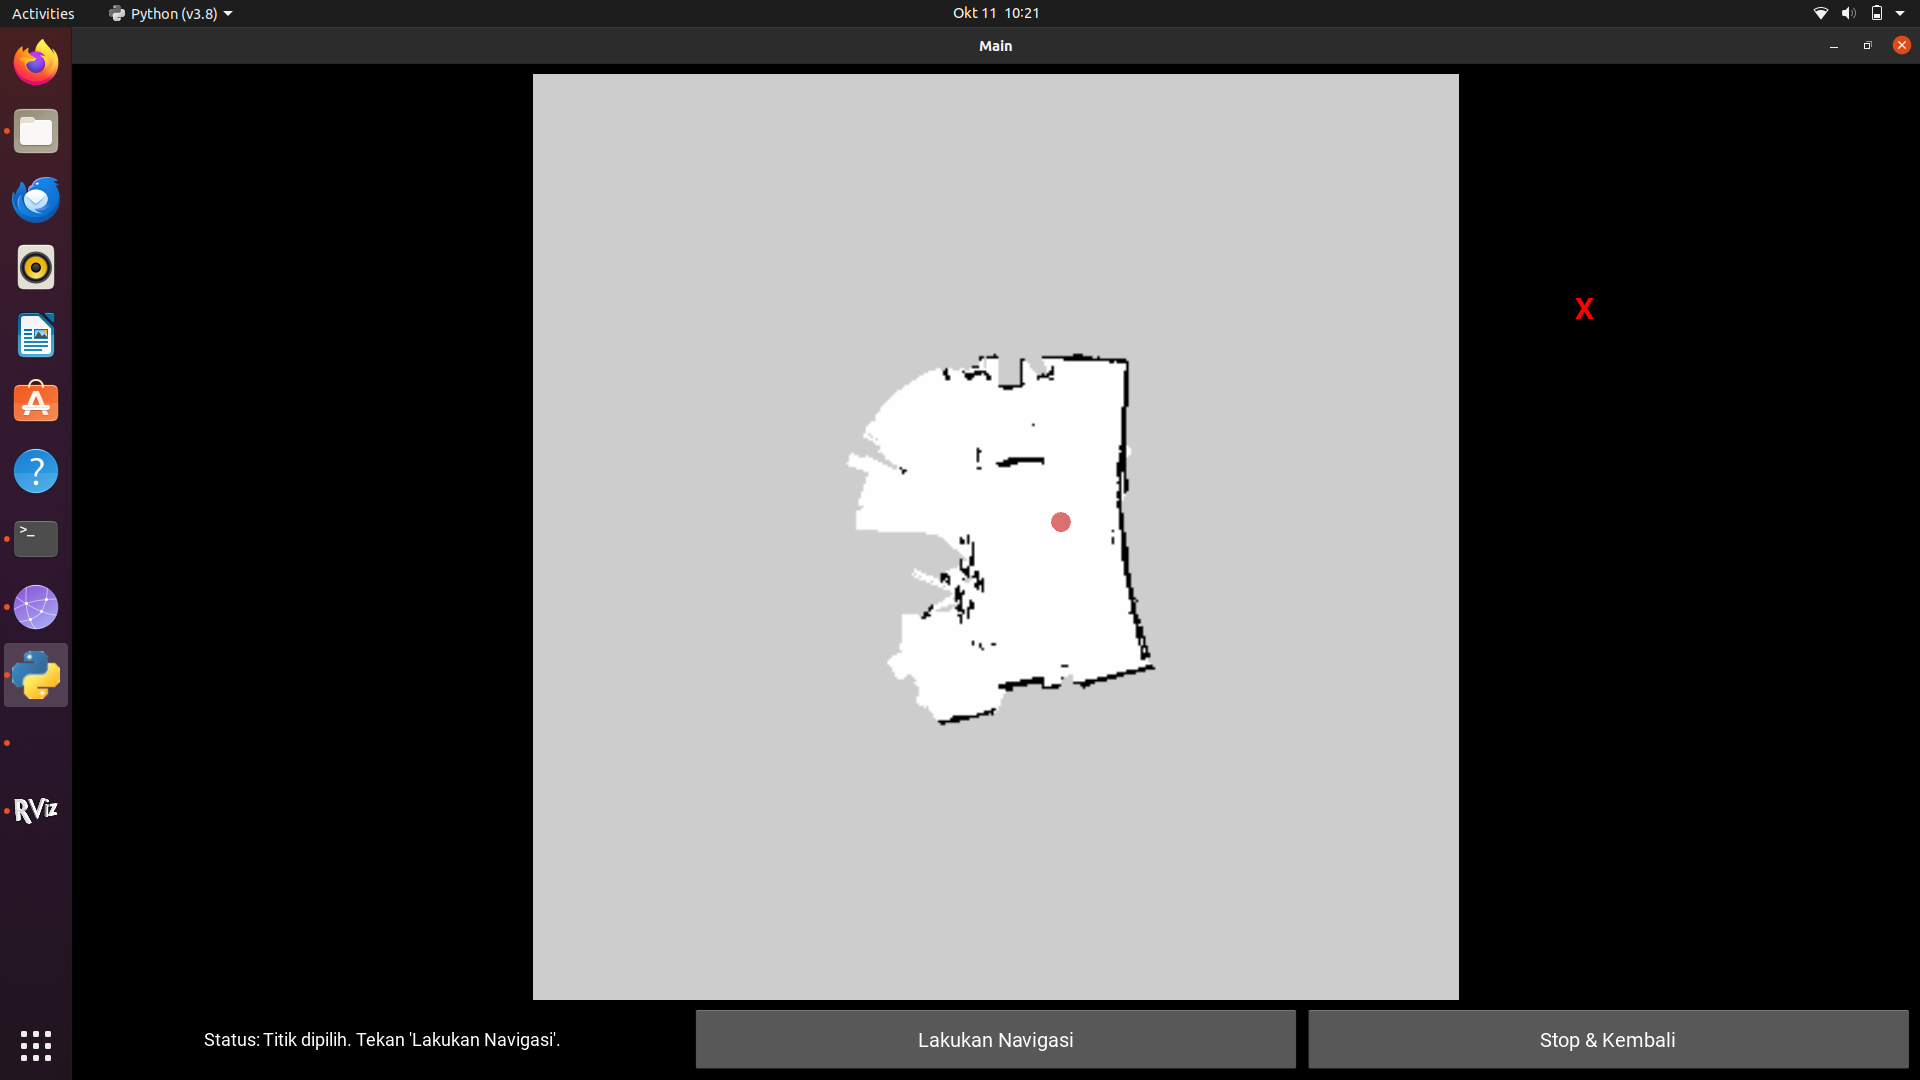 Activities
Python (v3.8)
Okt 11 10:21
Main
X
RViz
Status: Titik dipilih. Tekan 'Lakukan Navigasi'.
Lakukan Navigasi
Stop & Kembali